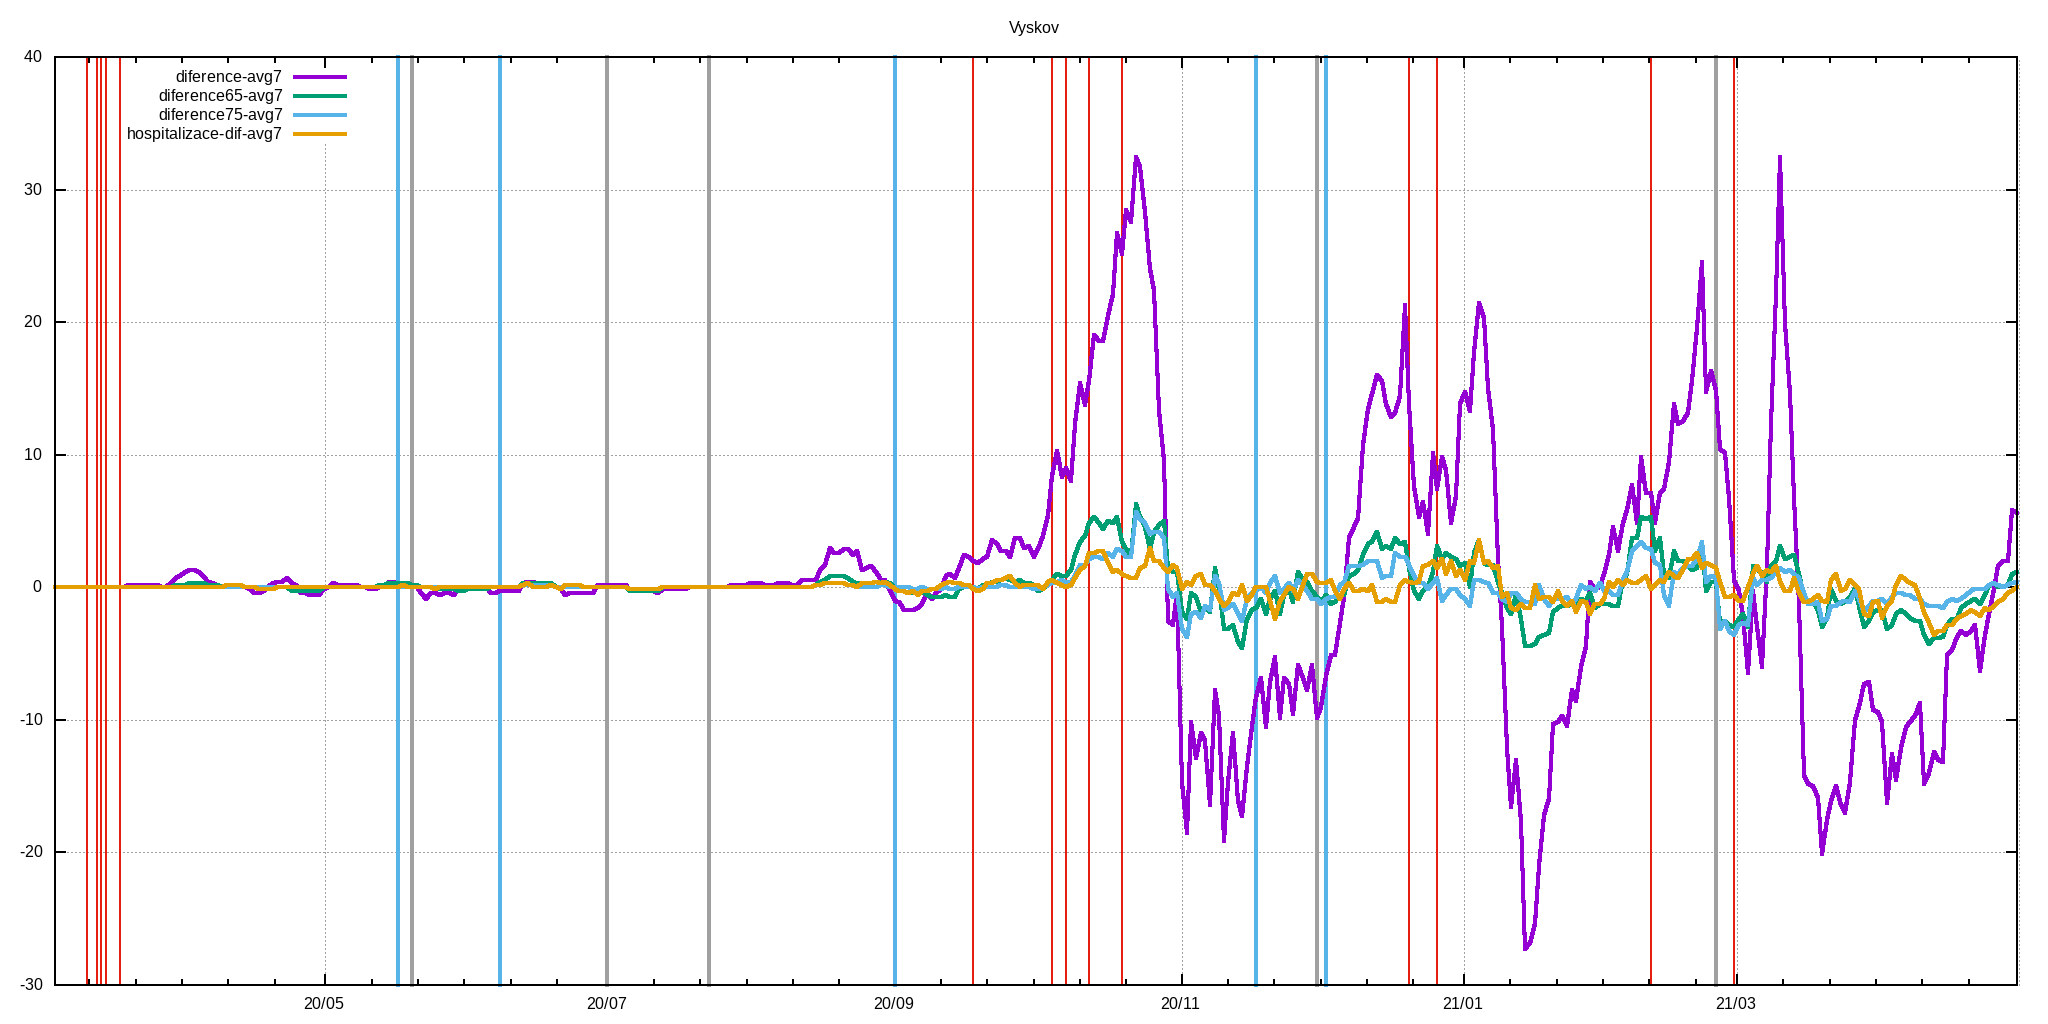 Vyskov
40
diference-avg7
diference65-avg7
diference75-avg7
hospitalizace-dif-avg7
30
20
10
0
-10
-20
-30
20/05 20/07 20/09 20/11 21/01 21/03